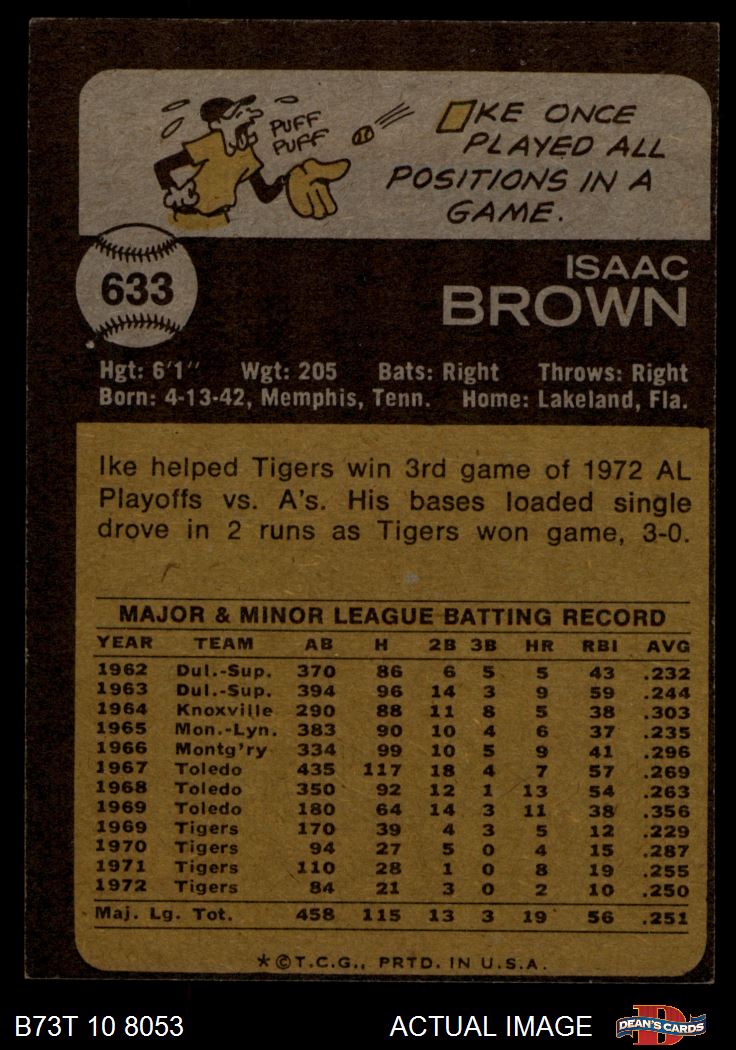 PUFF
PUFF
IKE ONCE
PLAYED ALL
POSITIONS IN A
GAME.
633
ISAAC
BROWN
Hgt: 6'1" Wgt: 205 Bats: Right Throws: Right
Born: 4-13-42, Memphis, Tenn. Home: Lakeland, Fla.
Ike helped Tigers win 3rd game of 1972 AL
Playoffs vs. A's. His bases loaded single
drove in 2 runs as Tigers won game, 3-0.
MAJOR & MINOR LEAGUE BATTING RECORD
YEAR TEAM AB H 2B 3B HR RBI AVG
1962 Dul.-Sup. 370 86 6 5 5 43 .232
1963 Dul.-Sup. 394 96 14 3 9 59 .244
1964 Knoxville 290 88 11 8 5 38 .303
1965 Mon.-Lyn. 383 90 10 4 6 37 .235
1966 Montg'ry 334 99 10 5 9 41 .296
1967 Toledo 435 117 18 4 7 57 .269
1968 Toledo 350 92 12 1 13 54 .263
1969 Toledo 180 64 14 3 11 38 .356
1969 Tigers 170 39 4 3 5 12 .229
1970 Tigers 94 27 5 0 4 15 .287
1971 Tigers 110 28 1 0 8 19 .255
1972 Tigers 84 21 3 0 2 10 .250
Maj. Lg. Tot. 458 115 13 3 19 56 .251
*©T.C.G., PRTD. IN U.S.A.
B73T 10 8053 ACTUAL IMAGE D DEAN'S CARDS